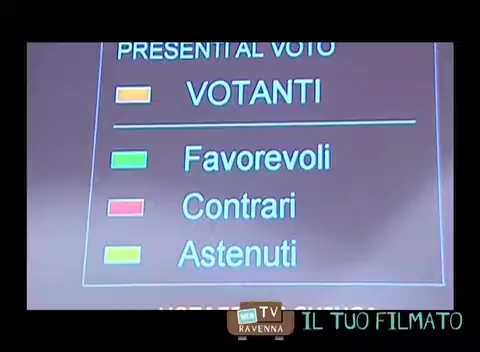 PRESENTI AL VOTO
VOTANTI
Favorevoli
Contrari
Astenuti
WEB TV
RAVENNA
IL TUO FILMATO